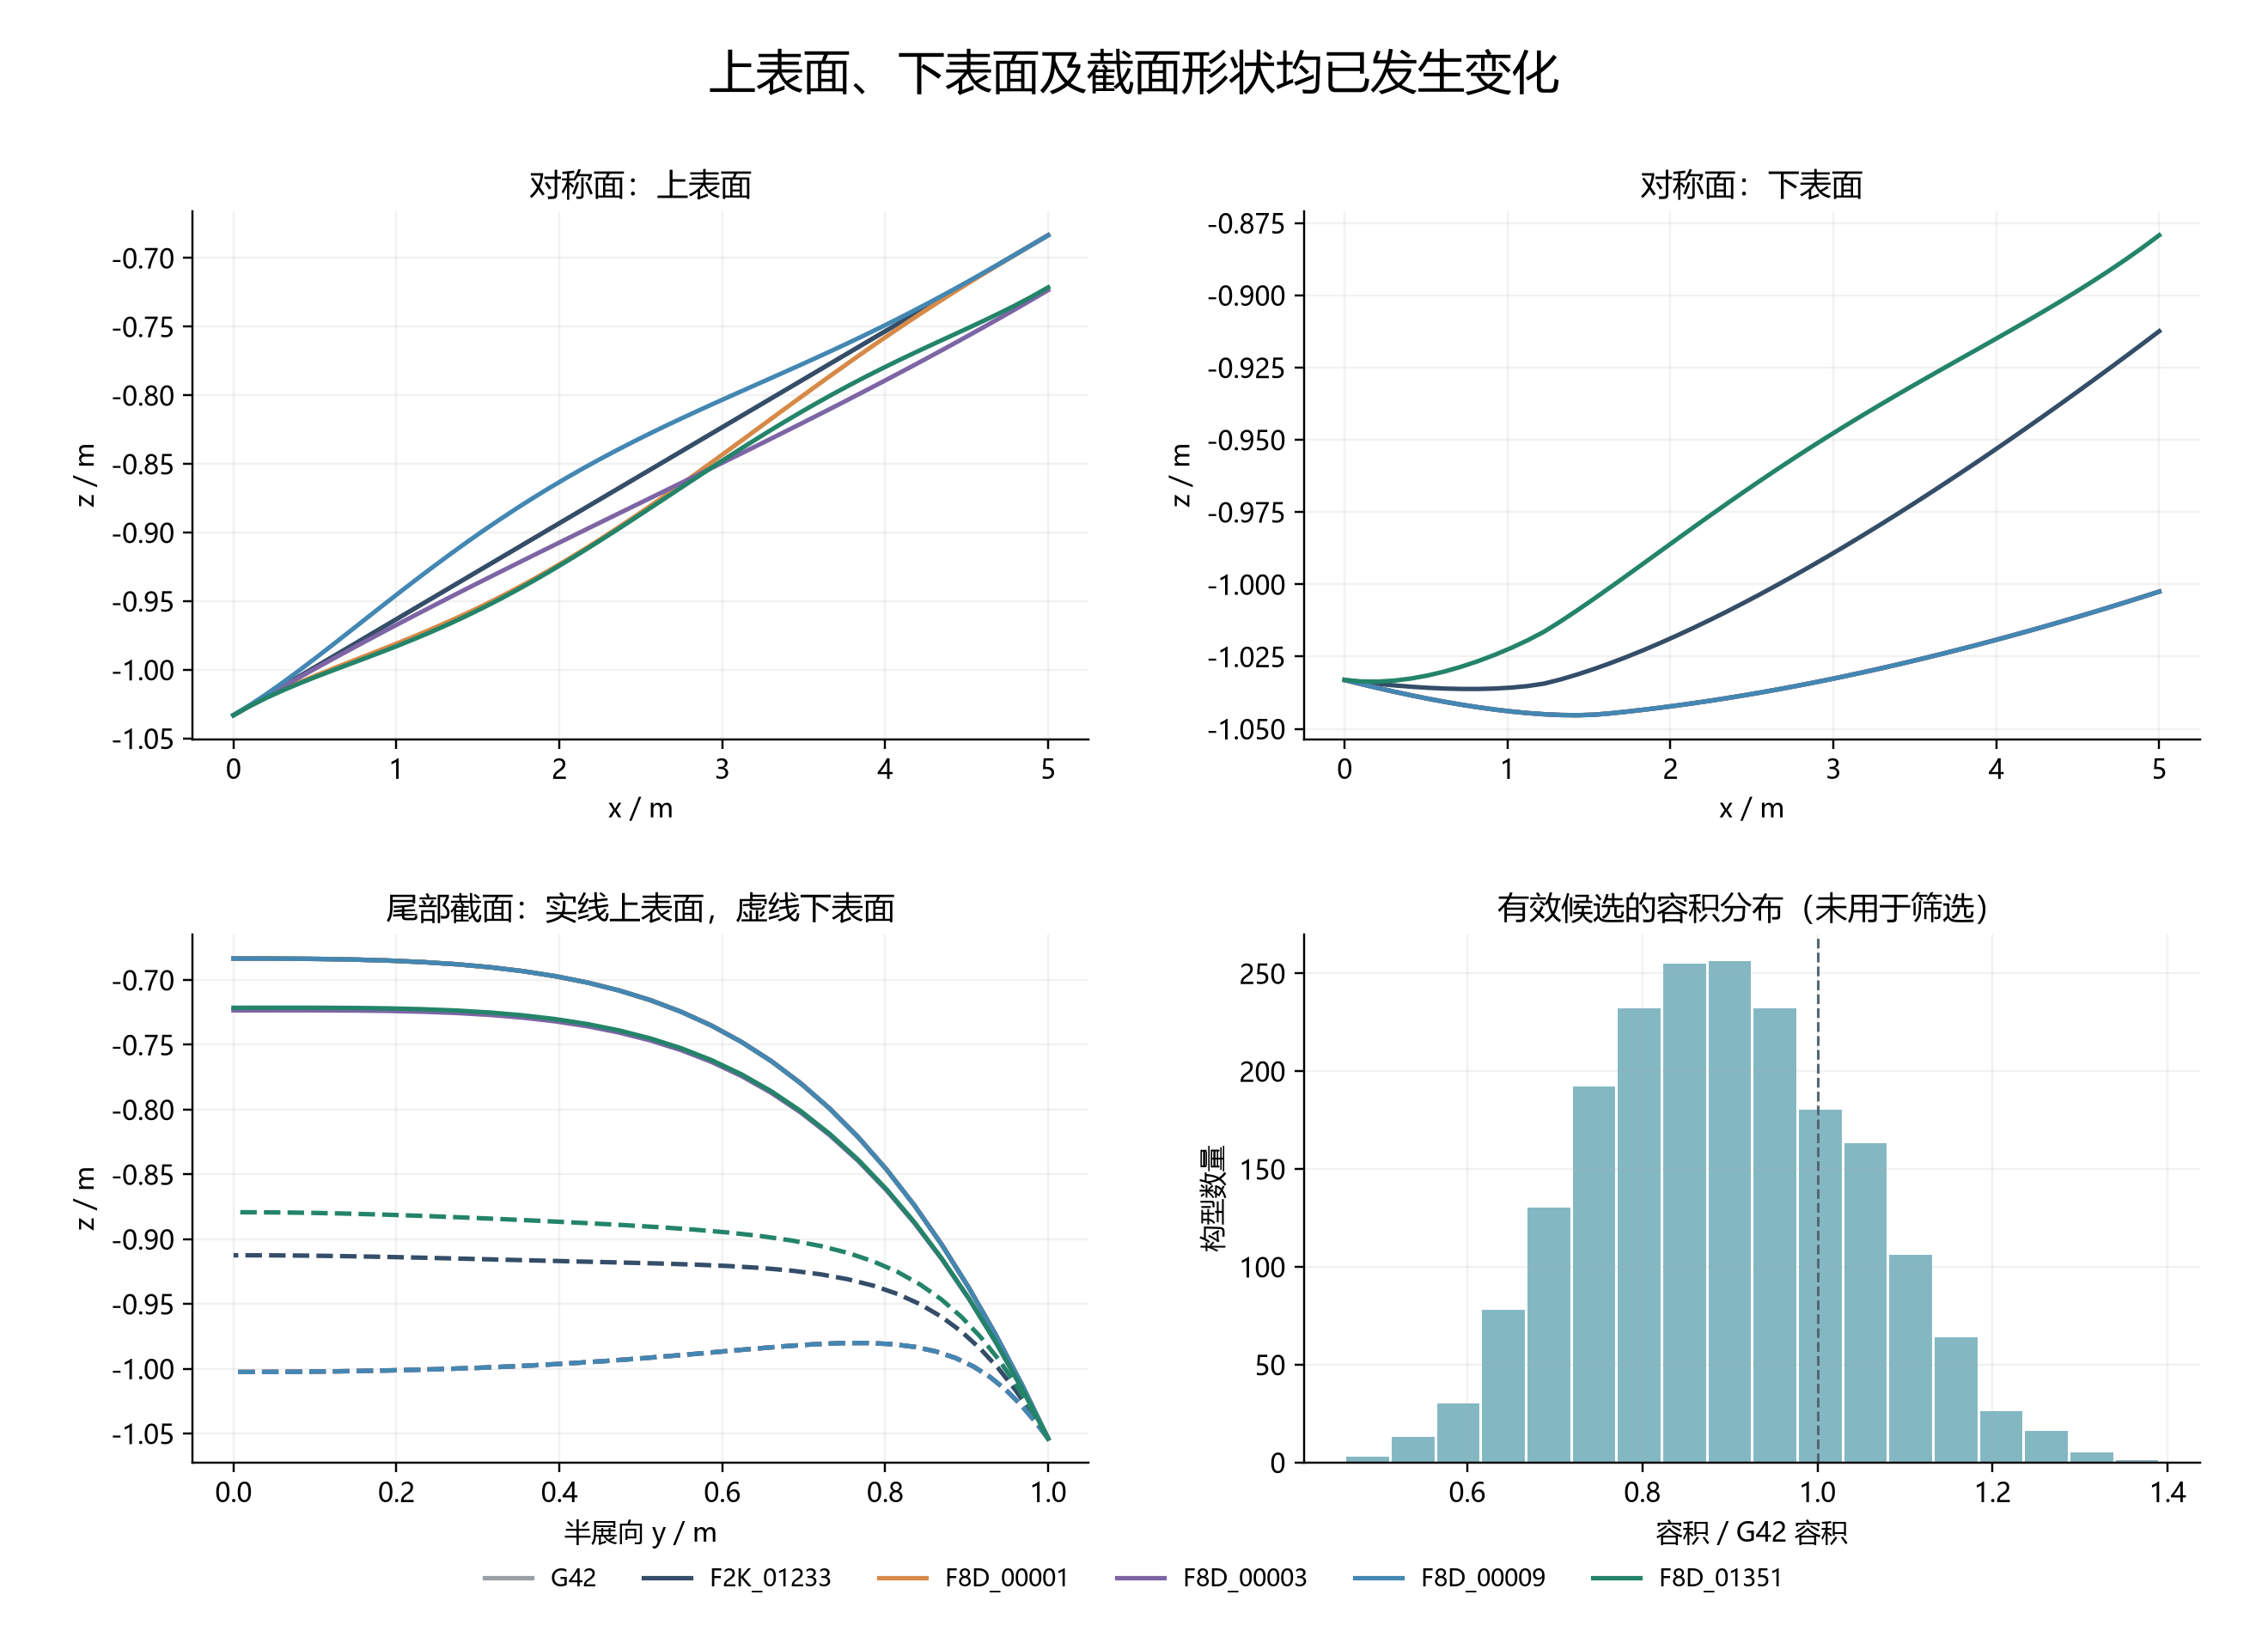 上表面、下表面及截面形状均已发生变化
对称面：上表面
z / m
-0.70
-0.75
-0.80
-0.85
-0.90
-0.95
-1.00
-1.05
0 1 2 3 4 5
x / m
对称面：下表面
z / m
-0.875
-0.900
-0.925
-0.950
-0.975
-1.000
-1.025
-1.050
0 1 2 3 4 5
x / m
尾部截面：实线上表面，虚线下表面
z / m
-0.70
-0.75
-0.80
-0.85
-0.90
-0.95
-1.00
-1.05
0.0 0.2 0.4 0.6 0.8 1.0
半展向 y / m
有效候选的容积分布（未用于筛选）
构型数量
250
200
150
100
50
0
0.6 0.8 1.0 1.2 1.4
容积 / G42 容积
G42 F2K_01233 F8D_00001 F8D_00003 F8D_00009 F8D_01351